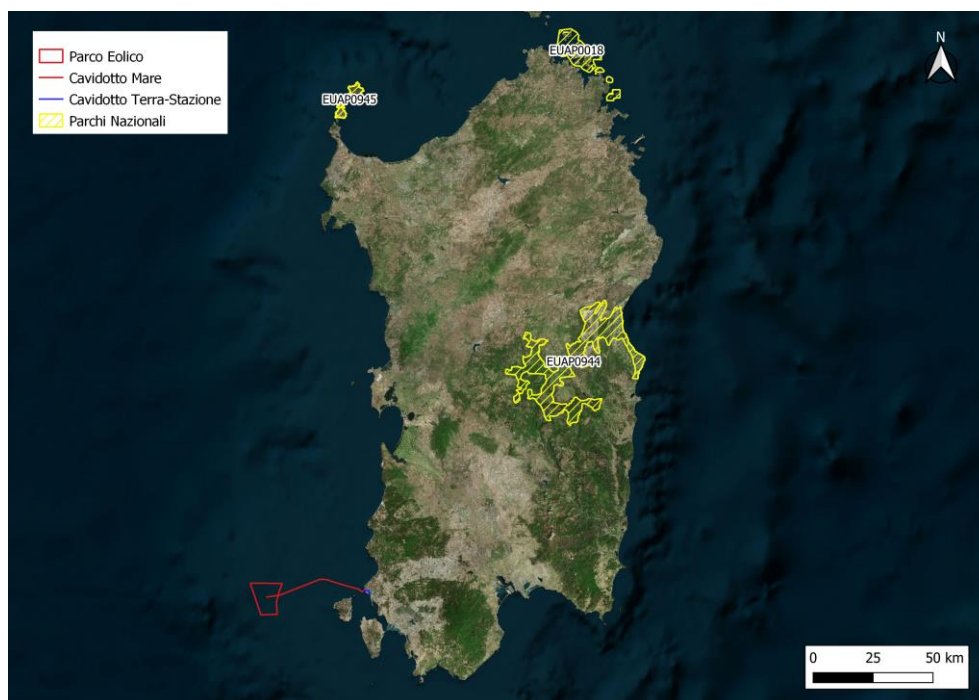 Parco Eolico
Cavidotto Mare
Cavidotto Terra-Stazione
Parchi Nazionali
EUAP0018
N
EUAP0945
EUAP0944
0 25 50 km